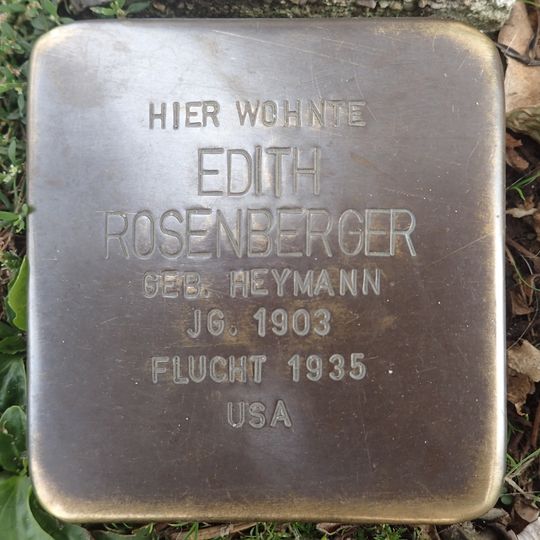 HIER WOHNTE
EDITH
ROSENBERGER
GEB. HEYMANN
JG. 1903
FLUCHT 1935
USA